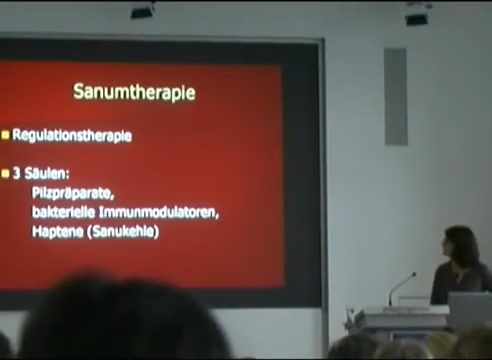 Sanumtherapie
Regulationstherapie
3 Säulen:
Pilzpräparate,
bakterielle Immunmodulatoren,
Haptene (Sanukehle)